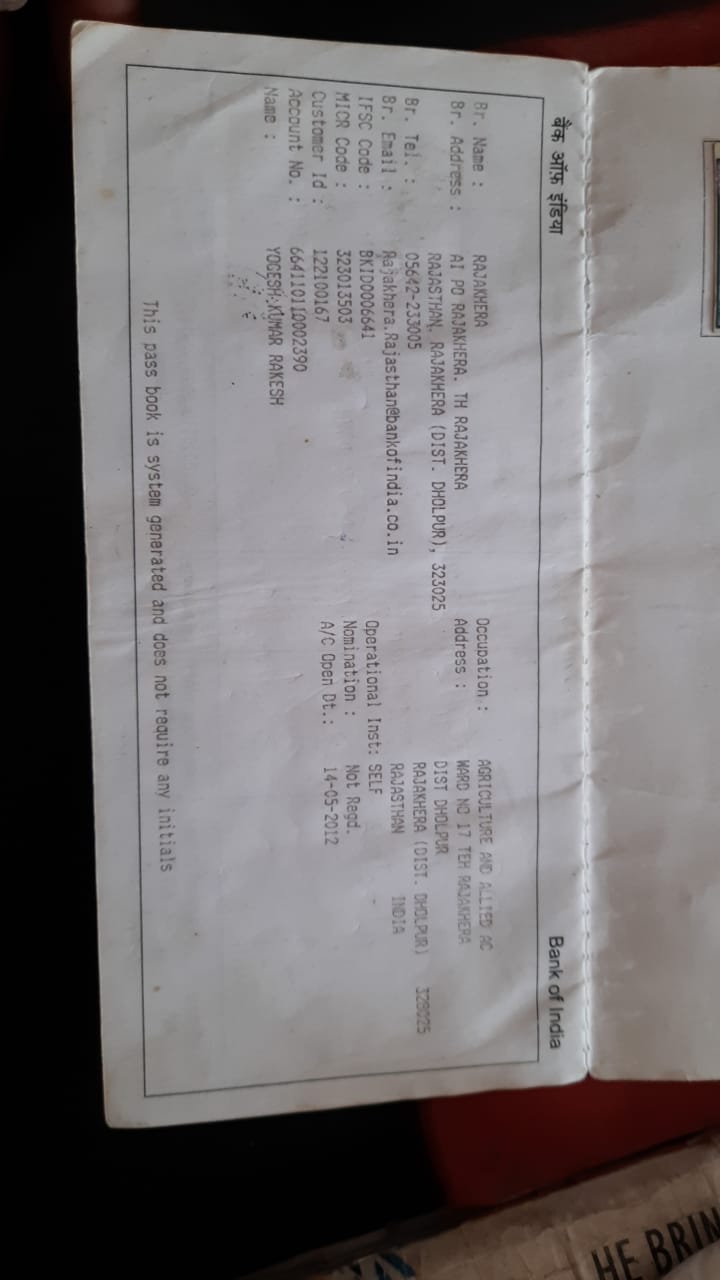 बैंक ऑफ़ इंडिया
Bank of India
Br. Name : RAJAKHERA
Br. Address : AI PO RAJAKHERA. TH RAJAKHERA
RAJASTHAN, RAJAKHERA (DIST. DHOLPUR), 323025
Br. Tel. : 05642-233005
Br. Email : Rajakhera.Rajasthan@bankofindia.co.in
IFSC Code : BKID0006641
MICR Code : 323013503
Customer Id : 122100167
Account No. : 664110110002390
Name : YOGESH KUMAR RAKESH
Occupation : AGRICULTURE AND ALLIED AC
Address : WARD NO 17 TEH RAJAKHERA
DIST DHOLPUR
RAJAKHERA (DIST. DHOLPUR) 328025
RAJASTHAN INDIA
Operational Inst: SELF
Nomination : Not Regd.
A/C Open Dt.: 14-05-2012
This pass book is system generated and does not require any initials